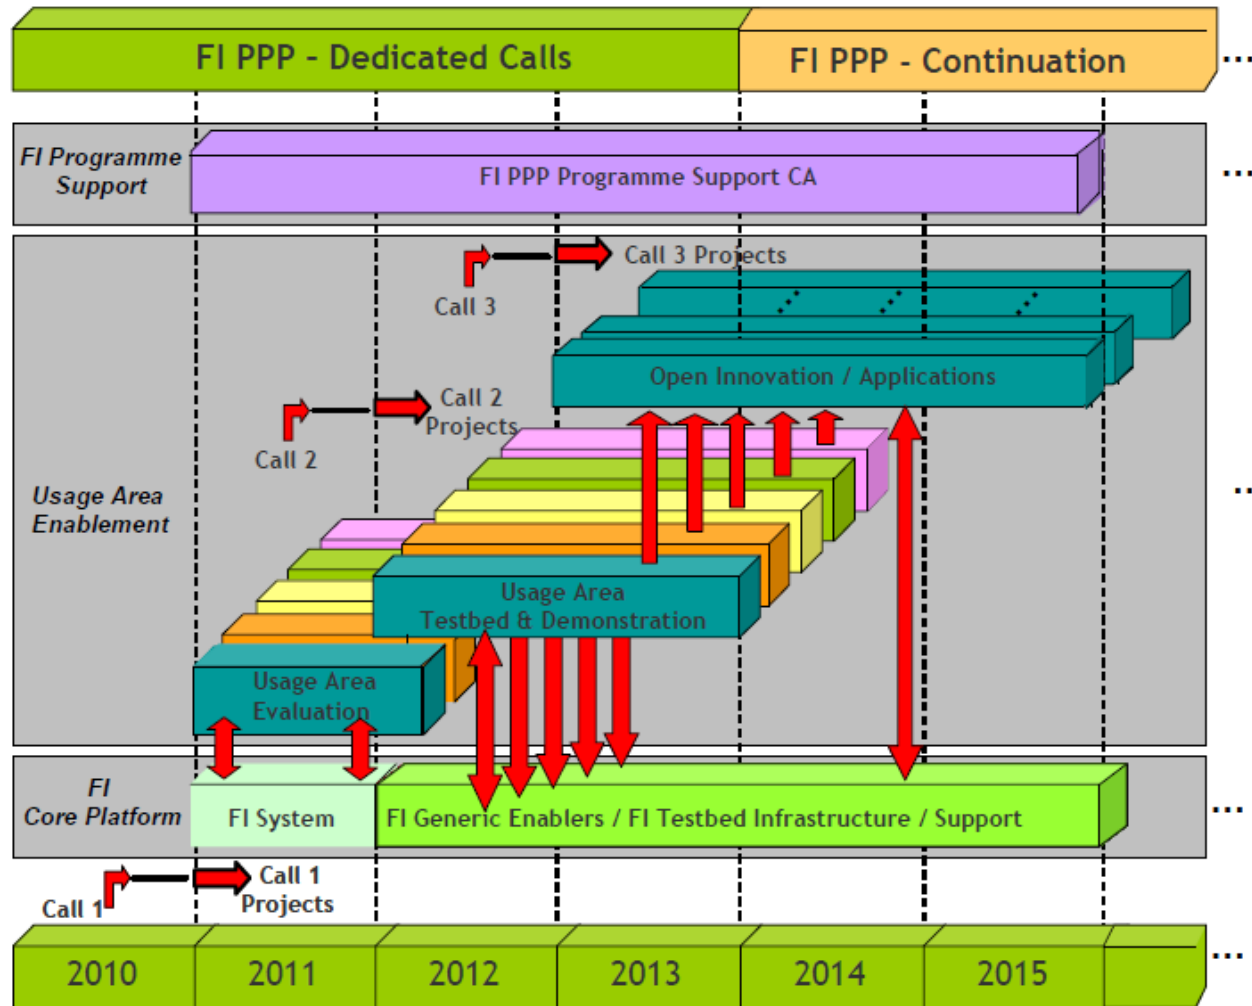 FI PPP - Dedicated Calls
FI PPP - Continuation
...
FI Programme
Support
FI PPP Programme Support CA
...
Call 3 Projects
Call 3
Open Innovation / Applications
Call 2
Projects
Call 2
Usage Area
Enablement
..
Usage Area
Testbed & Demonstration
Usage Area
Evaluation
FI
Core Platform
FI System
FI Generic Enablers / FI Testbed Infrastructure / Support
...
Call 1
Projects
Call 1
2010
2011
2012
2013
2014
2015
...